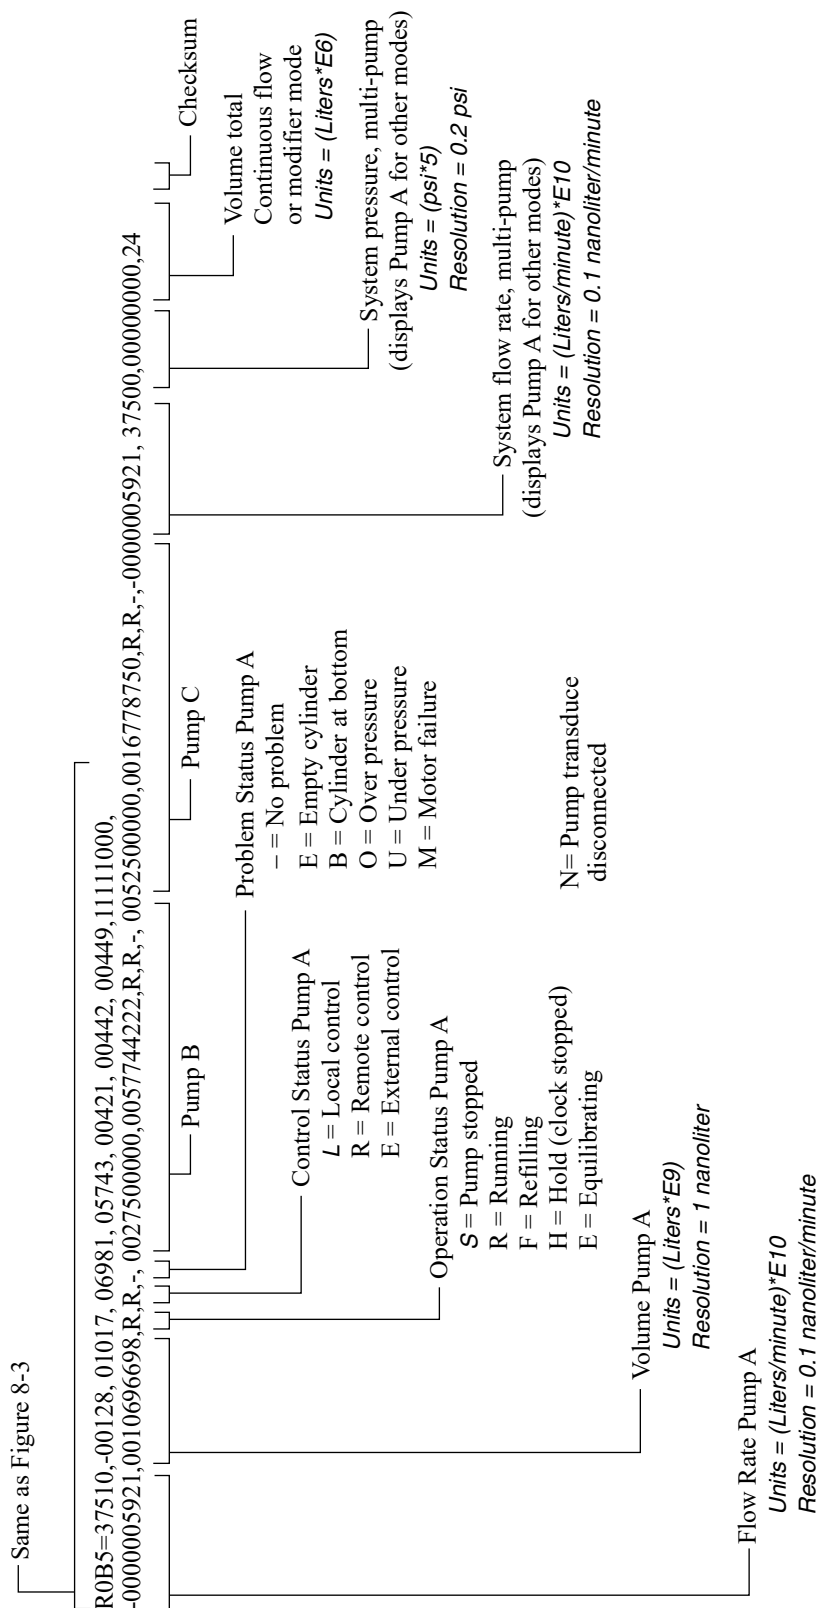 Same as Figure 8-3
R0B5=37510,-00128, 01017, 06981, 05743, 00421, 00442, 00449,11111000,
-0000005921,0010696698,R,R,-, 0027500000,0057744222,R,R,-, 0052500000,0016778750,R,R,-,-0000005921, 37500,000000000,24
Checksum
Volume total
Continuous flow
or modifier mode
Units = (Liters*E6)
System pressure, multi-pump
(displays Pump A for other modes)
Units = (psi*5)
Resolution = 0.2 psi
System flow rate, multi-pump
(displays Pump A for other modes)
Units = (Liters/minute)*E10
Resolution = 0.1 nanoliter/minute
Pump C
Pump B
Problem Status Pump A
– = No problem
E = Empty cylinder
B = Cylinder at bottom
O = Over pressure
U = Under pressure
M = Motor failure
N= Pump transduce
disconnected
Control Status Pump A
L = Local control
R = Remote control
E = External control
Operation Status Pump A
S = Pump stopped
R = Running
F = Refilling
H = Hold (clock stopped)
E = Equilibrating
Volume Pump A
Units = (Liters*E9)
Resolution = 1 nanoliter
Flow Rate Pump A
Units = (Liters/minute)*E10
Resolution = 0.1 nanoliter/minute